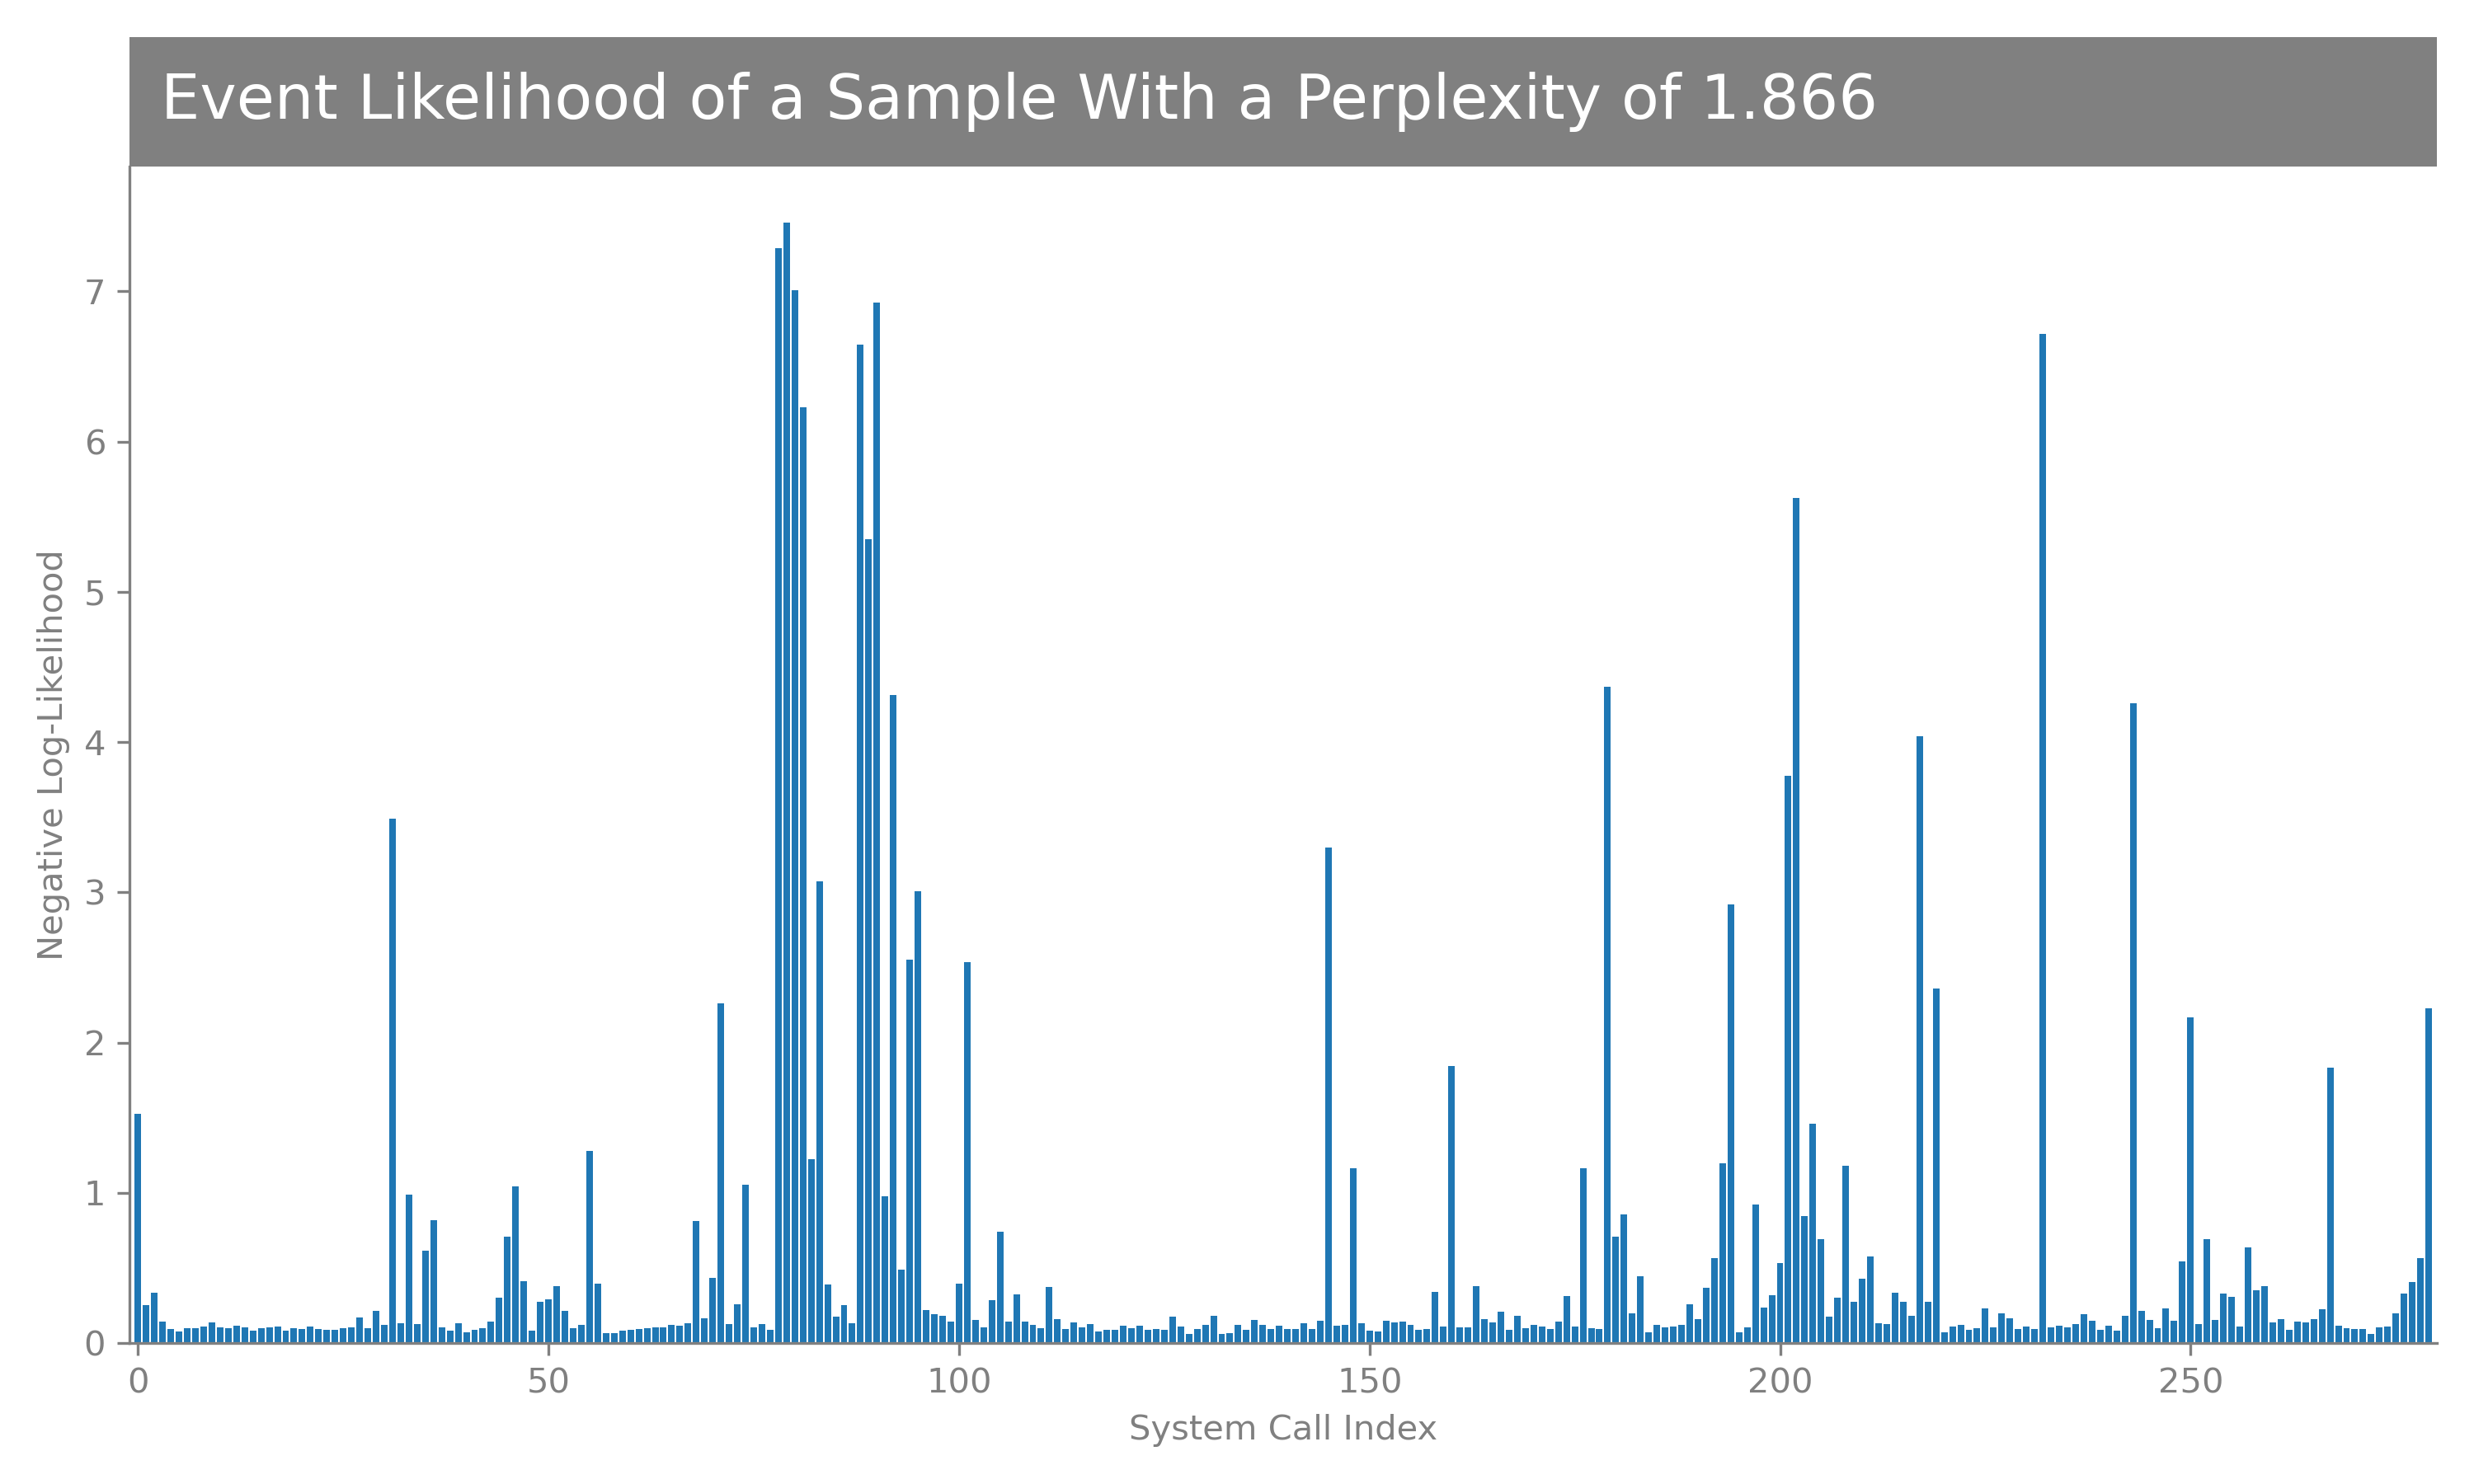 Event Likelihood of a Sample With a Perplexity of 1.866
Negative Log-Likelihood
7
6
5
4
3
2
1
0
0 50 100 150 200 250
System Call Index